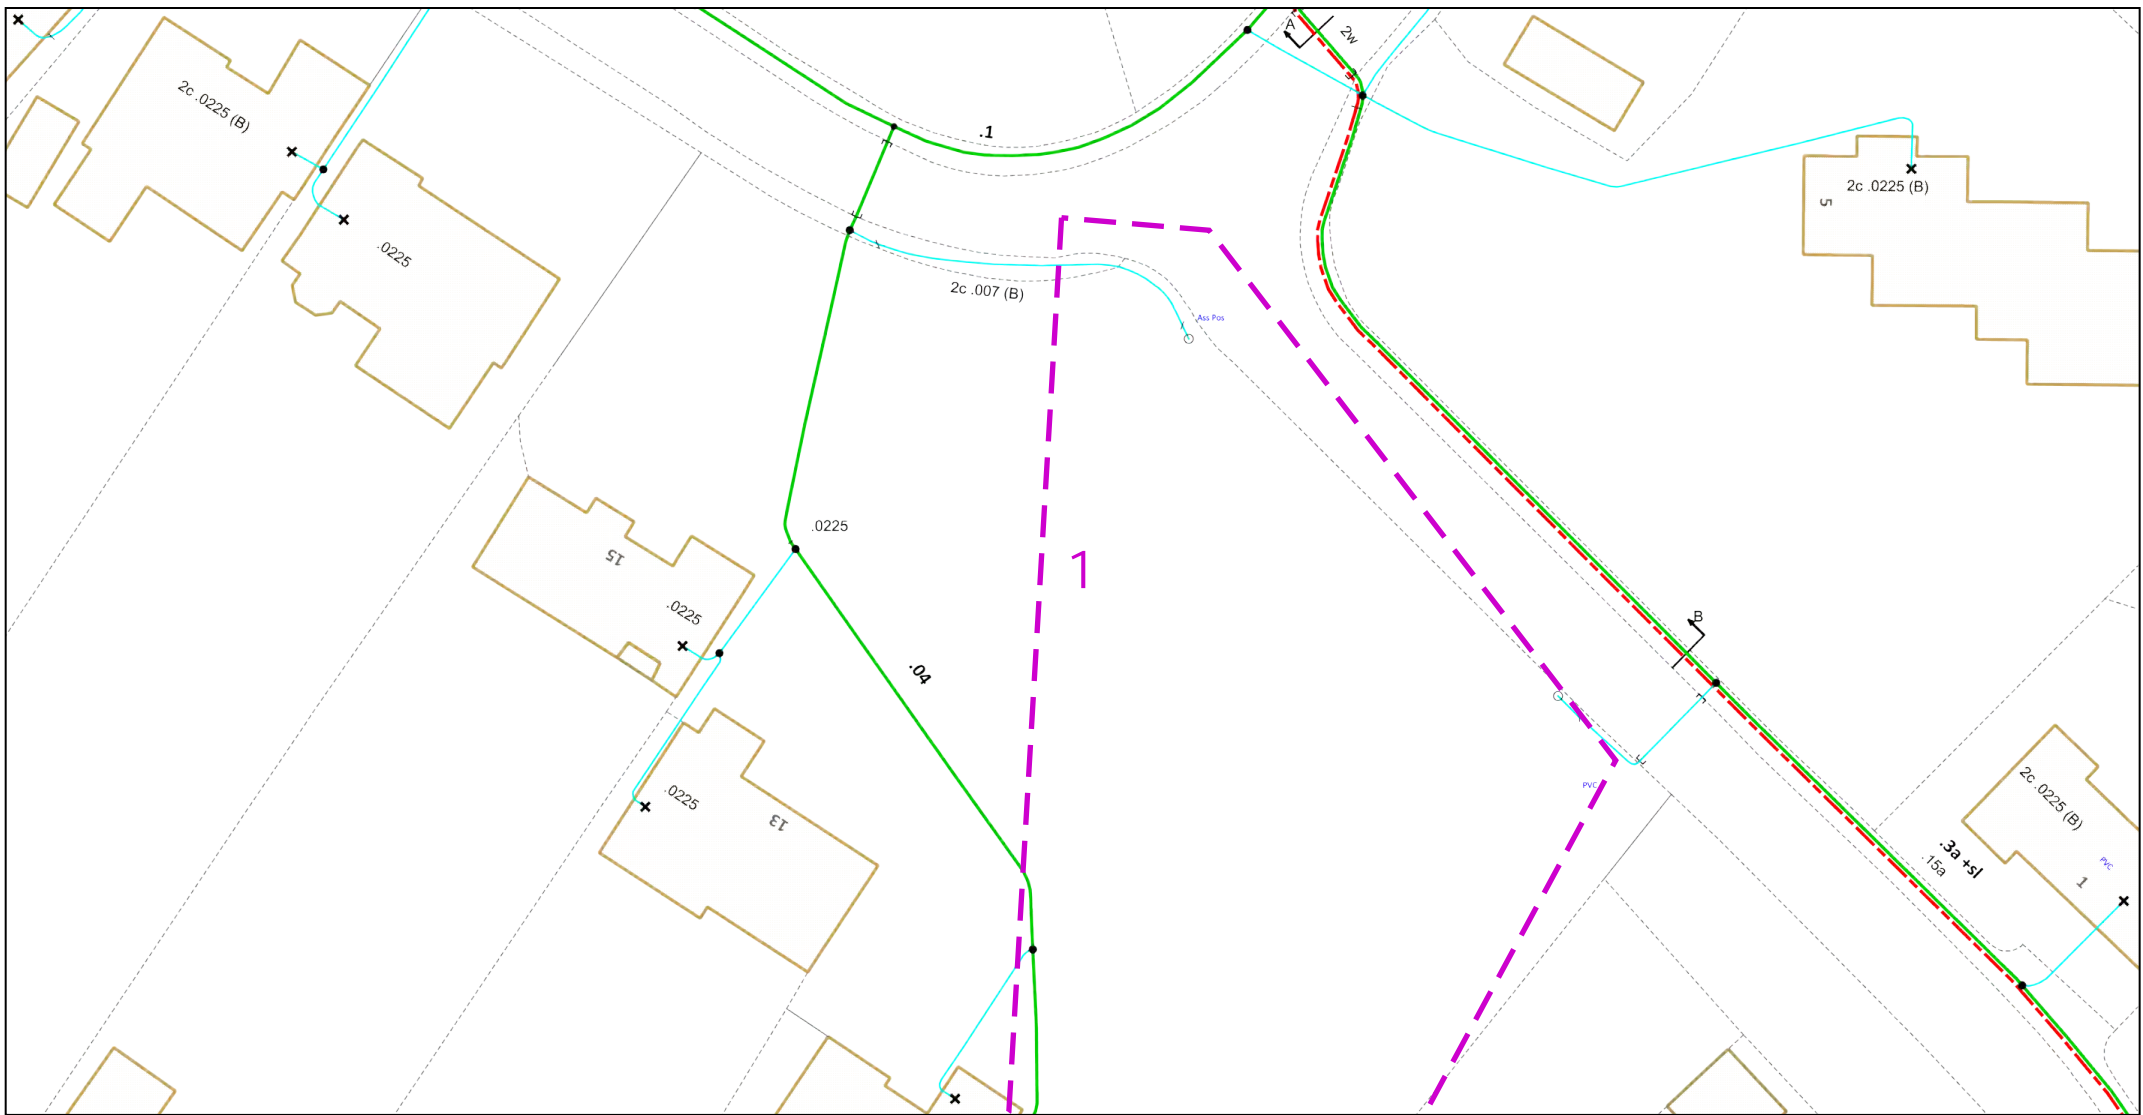 A
2w
2c .0225 (B)
.1
2c .0225 (B)
5
.0225
2c .007 (B)
Ass Pos
.0225
15
1
.0225
B
.04
.0225
13
PVC
2c .0225 (B)
.3a +sl
.15a
PVC
1